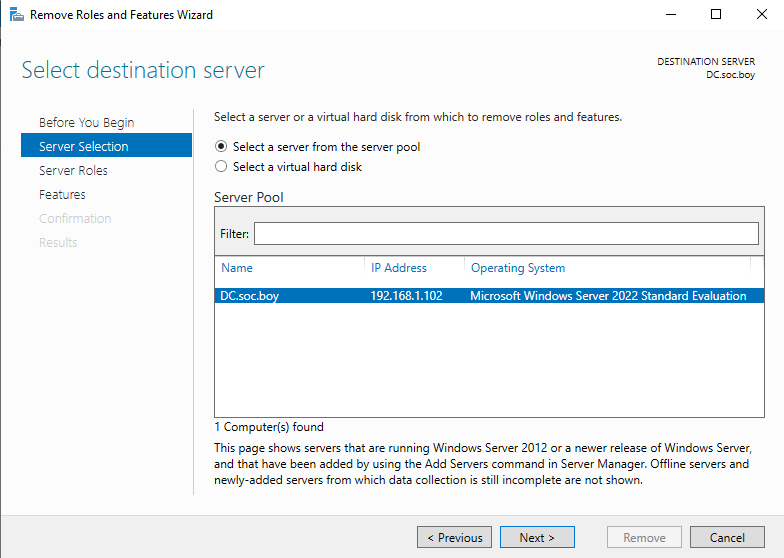 Remove Roles and Features Wizard
Select destination server
DESTINATION SERVER
DC.soc.boy
Before You Begin
Server Selection
Server Roles
Features
Confirmation
Results
Select a server or a virtual hard disk from which to remove roles and features.
Select a server from the server pool
Select a virtual hard disk
Server Pool
Filter:
Name IP Address Operating System
DC.soc.boy 192.168.1.102 Microsoft Windows Server 2022 Standard Evaluation
1 Computer(s) found
This page shows servers that are running Windows Server 2012 or a newer release of Windows Server,
and that have been added by using the Add Servers command in Server Manager. Offline servers and
newly-added servers from which data collection is still incomplete are not shown.
< Previous Next > Remove Cancel